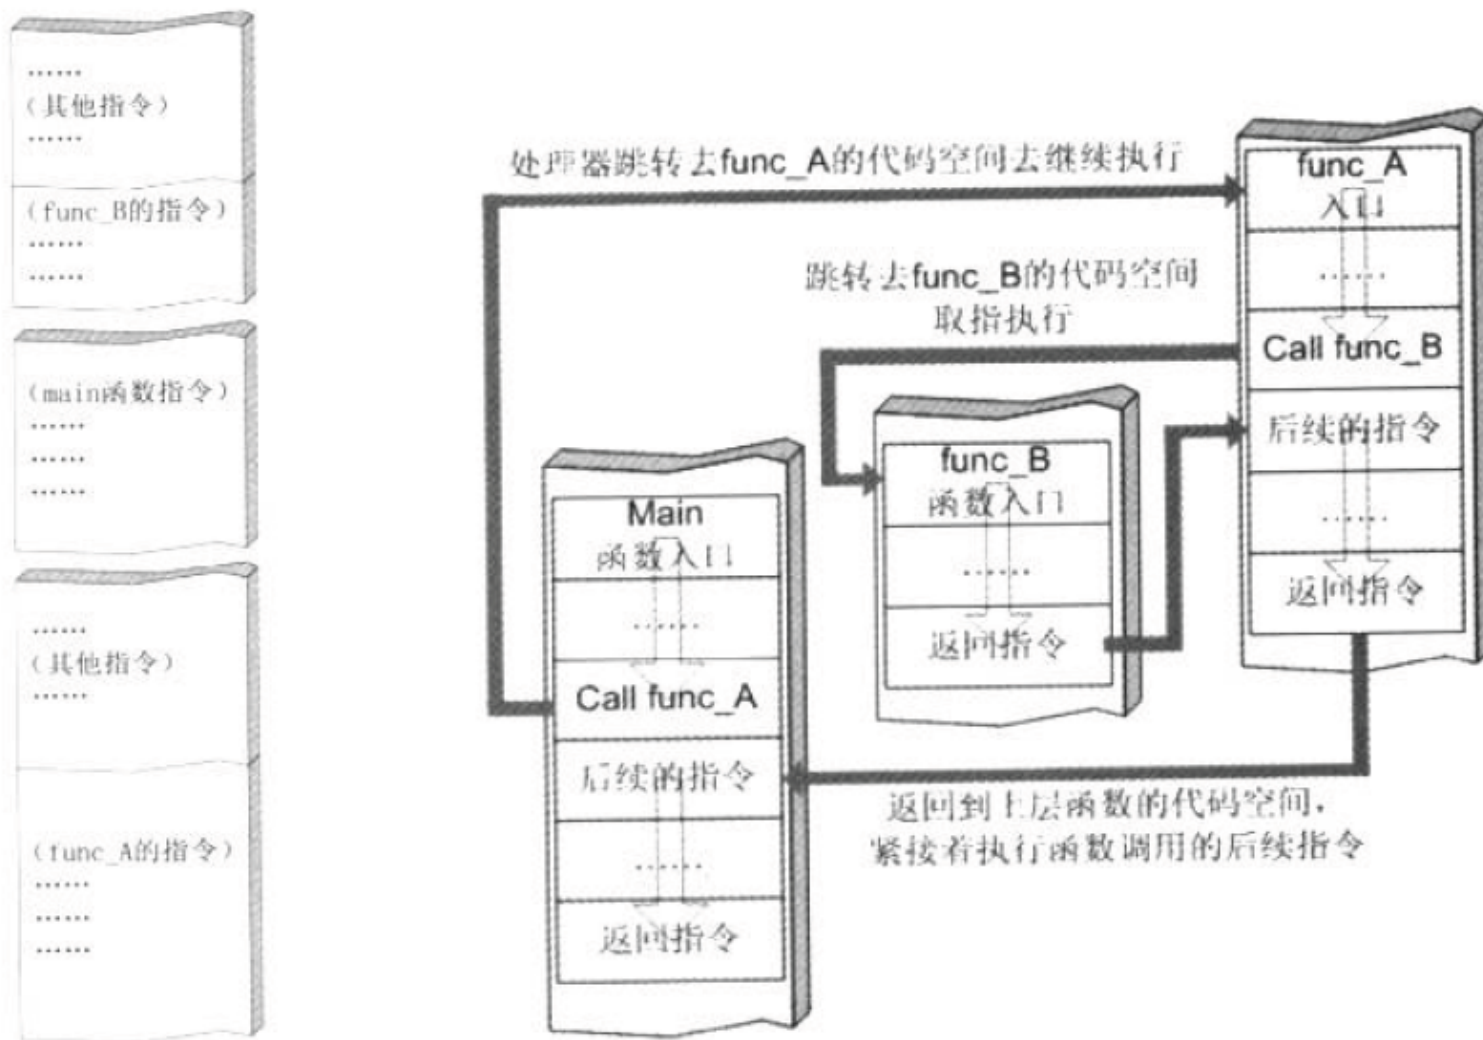 ……
(其他指令)
……
(func_B的指令)
……
……
(main函数指令)
……
……
……
……
(其他指令)
……
(func_A的指令)
……
……
……
处理器跳转去func_A的代码空间去继续执行
func_A
入口
……
Call func_B
后续的指令
……
返回指令
跳转去func_B的代码空间
取指执行
func_B
函数入口
……
返回指令
Main
函数入口
……
Call func_A
后续的指令
……
返回指令
返回到上层函数的代码空间，
紧接着执行函数调用的后续指令